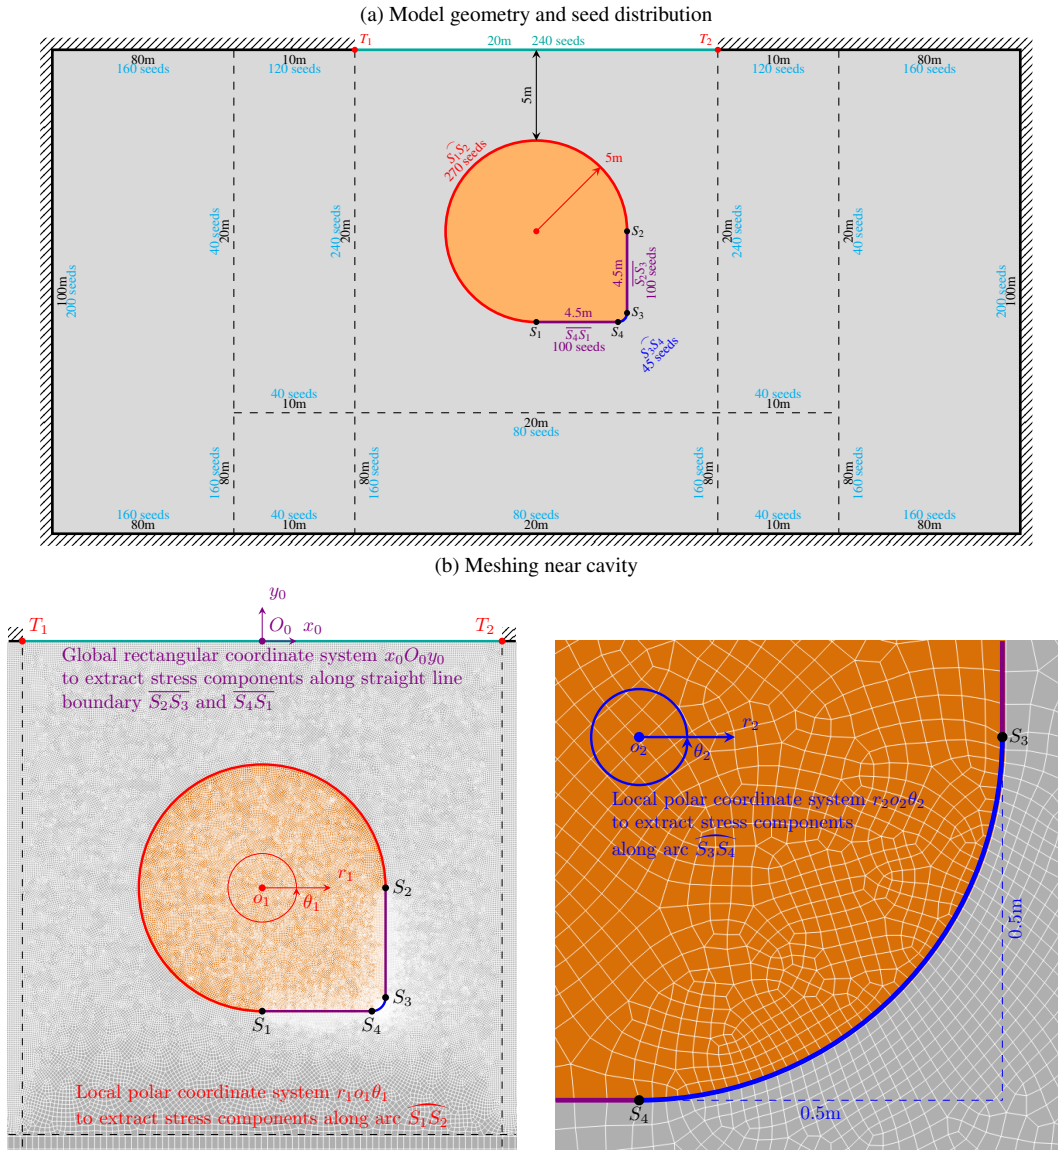 (a) Model geometry and seed distribution
T₁
20m 240 seeds
T₂
80m
160 seeds
10m
120 seeds
10m
120 seeds
80m
160 seeds
5m
S₁S₂
270 seeds
5m
S₂
4.5m
S₂S₃
100 seeds
S₃
4.5m
S₁
S₄S₁
S₄
100 seeds
S₃S₄
45 seeds
40 seeds
20m
240 seeds
20m
20m
240 seeds
20m
40 seeds
100m
200 seeds
200 seeds
100m
40 seeds
10m
40 seeds
10m
20m
80 seeds
160 seeds
80m
80m
160 seeds
160 seeds
80m
80m
160 seeds
160 seeds
80m
40 seeds
10m
80 seeds
20m
40 seeds
10m
160 seeds
80m
(b) Meshing near cavity
y₀
T₁
O₀ x₀
T₂
Global rectangular coordinate system x₀O₀y₀
to extract stress components along straight line
boundary S₂S₃ and S₄S₁
r₁
o₁
θ₁
S₂
S₃
S₁
S₄
Local polar coordinate system r₁o₁θ₁
to extract stress components along arc S₁S₂
r₂
o₂
θ₂
S₃
Local polar coordinate system r₂o₂θ₂
to extract stress components
along arc S₃S₄
0.5m
S₄
0.5m